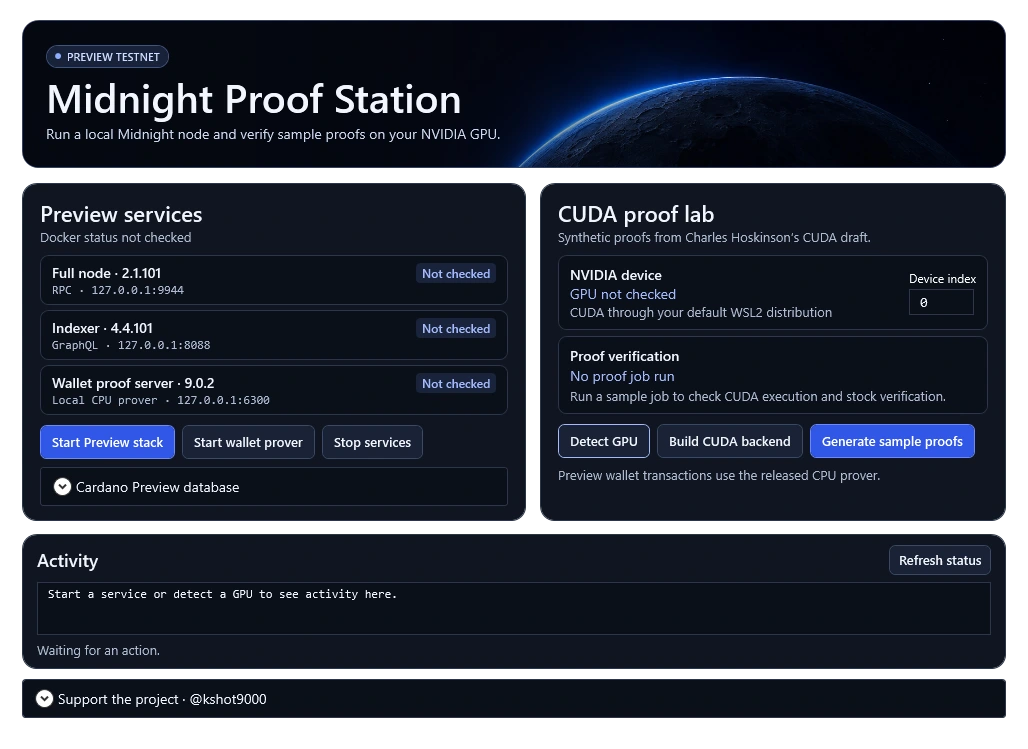 PREVIEW TESTNET
Midnight Proof Station
Run a local Midnight node and verify sample proofs on your NVIDIA GPU.
Preview services
Docker status not checked
Full node · 2.1.101
Not checked
RPC · 127.0.0.1:9944
Indexer · 4.4.101
Not checked
GraphQL · 127.0.0.1:8088
Wallet proof server · 9.0.2
Not checked
Local CPU prover · 127.0.0.1:6300
Start Preview stack
Start wallet prover
Stop services
Cardano Preview database
CUDA proof lab
Synthetic proofs from Charles Hoskinson's CUDA draft.
NVIDIA device
GPU not checked
CUDA through your default WSL2 distribution
Device index
0
Proof verification
No proof job run
Run a sample job to check CUDA execution and stock verification.
Detect GPU
Build CUDA backend
Generate sample proofs
Preview wallet transactions use the released CPU prover.
Activity
Refresh status
Start a service or detect a GPU to see activity here.
Waiting for an action.
Support the project · @kshot9000